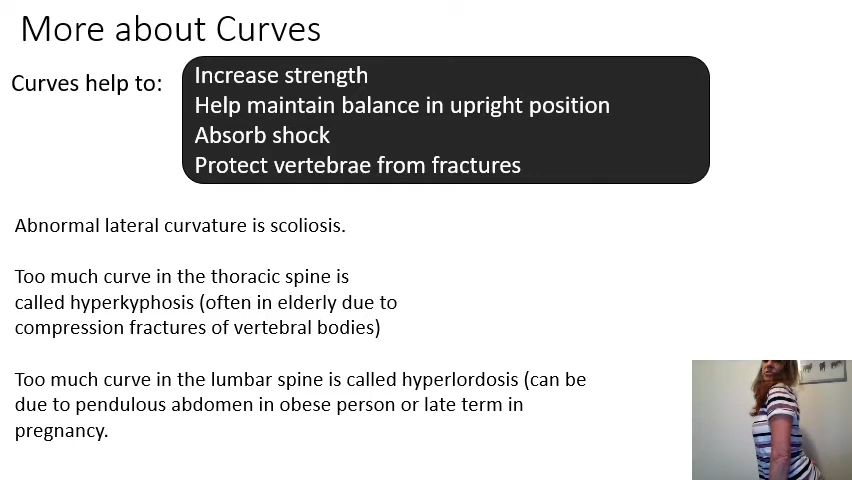 More about Curves
Curves help to:
Increase strength
Help maintain balance in upright position
Absorb shock
Protect vertebrae from fractures
Abnormal lateral curvature is scoliosis.
Too much curve in the thoracic spine is
called hyperkyphosis (often in elderly due to
compression fractures of vertebral bodies)
Too much curve in the lumbar spine is called hyperlordosis (can be
due to pendulous abdomen in obese person or late term in
pregnancy.